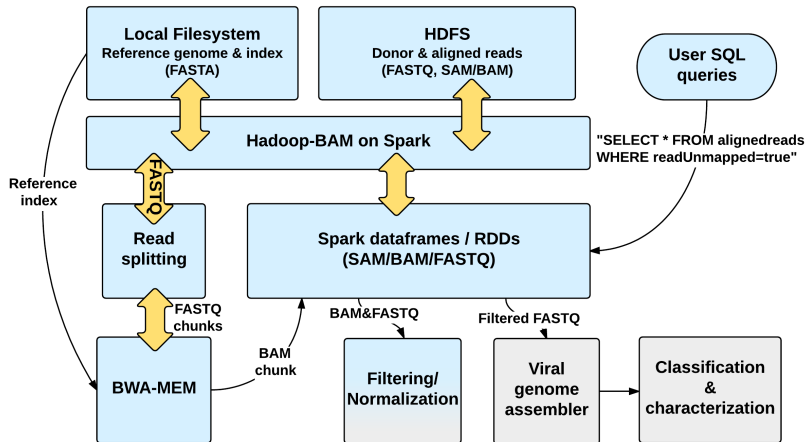 Local Filesystem
Reference genome & index
(FASTA)
HDFS
Donor & aligned reads
(FASTQ, SAM/BAM)
User SQL
queries
Hadoop-BAM on Spark
"SELECT * FROM alignedreads
WHERE readUnmapped=true"
FASTQ
Reference
index
Read
splitting
Spark dataframes / RDDs
(SAM/BAM/FASTQ)
FASTQ
chunks
BAM&FASTQ
Filtered FASTQ
BAM
chunk
BWA-MEM
Filtering/
Normalization
Viral
genome
assembler
Classification
&
characterization